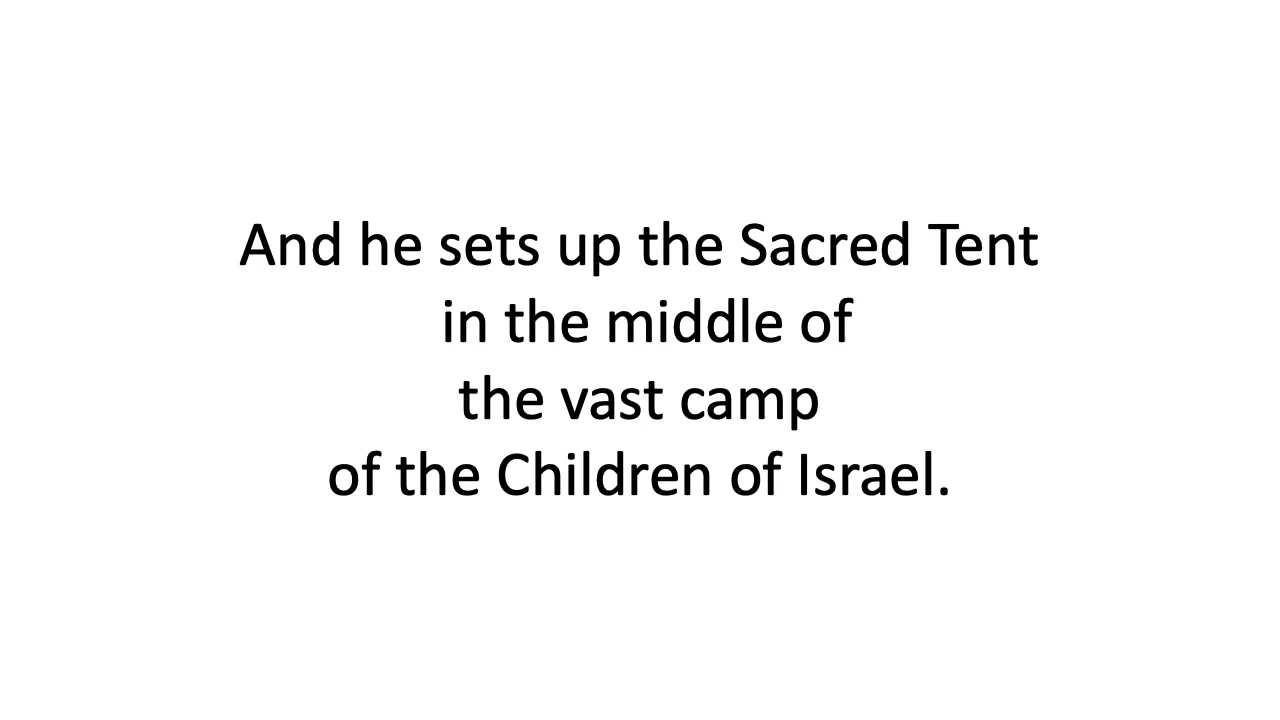 And he sets up the Sacred Tent
in the middle of
the vast camp
of the Children of Israel.